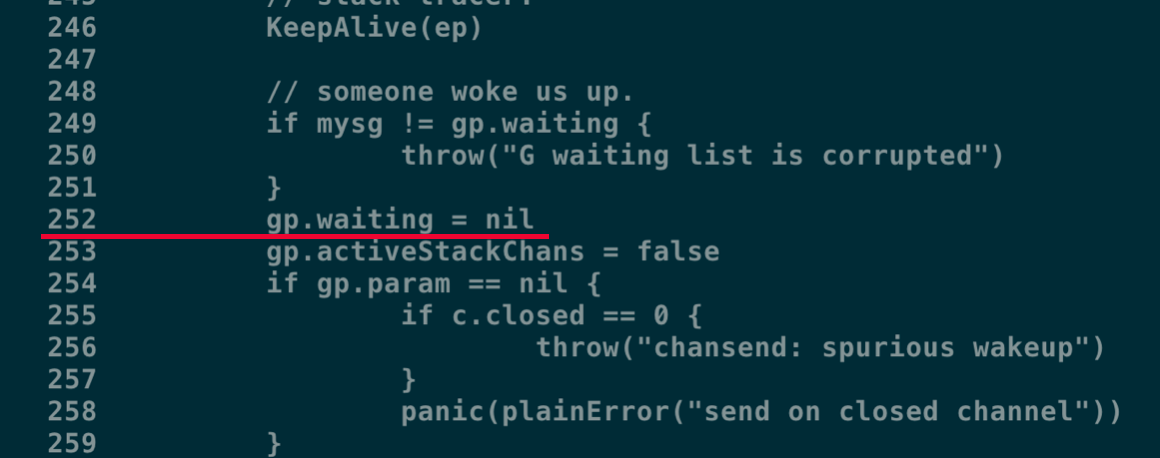 245 // stack tracer.
246 KeepAlive(ep)
247
248 // someone woke us up.
249 if mysg != gp.waiting {
250 throw("G waiting list is corrupted")
251 }
252 gp.waiting = nil
253 gp.activeStackChans = false
254 if gp.param == nil {
255 if c.closed == 0 {
256 throw("chansend: spurious wakeup")
257 }
258 panic(plainError("send on closed channel"))
259 }